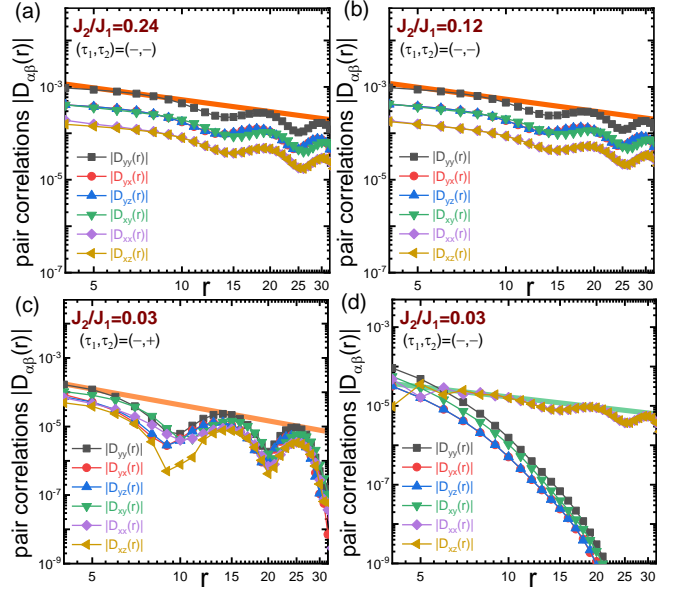 (a)
J₂/J₁=0.24
(τ₁,τ₂)=(−,−)
pair correlations |Dαβ(r)|
10⁻³
10⁻⁵
10⁻⁷
|Dyy(r)|
|Dyx(r)|
|Dyz(r)|
|Dxy(r)|
|Dxx(r)|
|Dxz(r)|
5 10 15 20 25 30
r
(b)
J₂/J₁=0.12
(τ₁,τ₂)=(−,−)
pair correlations |Dαβ(r)|
10⁻³
10⁻⁵
10⁻⁷
|Dyy(r)|
|Dyx(r)|
|Dyz(r)|
|Dxy(r)|
|Dxx(r)|
|Dxz(r)|
5 10 15 20 25 30
r
(c)
J₂/J₁=0.03
(τ₁,τ₂)=(−,+)
pair correlations |Dαβ(r)|
10⁻³
10⁻⁵
10⁻⁷
10⁻⁹
|Dyy(r)|
|Dyx(r)|
|Dyz(r)|
|Dxy(r)|
|Dxx(r)|
|Dxz(r)|
5 10 15 20 25 30
r
(d)
J₂/J₁=0.03
(τ₁,τ₂)=(−,−)
pair correlations |Dαβ(r)|
10⁻³
10⁻⁵
10⁻⁷
10⁻⁹
|Dyy(r)|
|Dyx(r)|
|Dyz(r)|
|Dxy(r)|
|Dxx(r)|
|Dxz(r)|
5 10 15 20 25 30
r